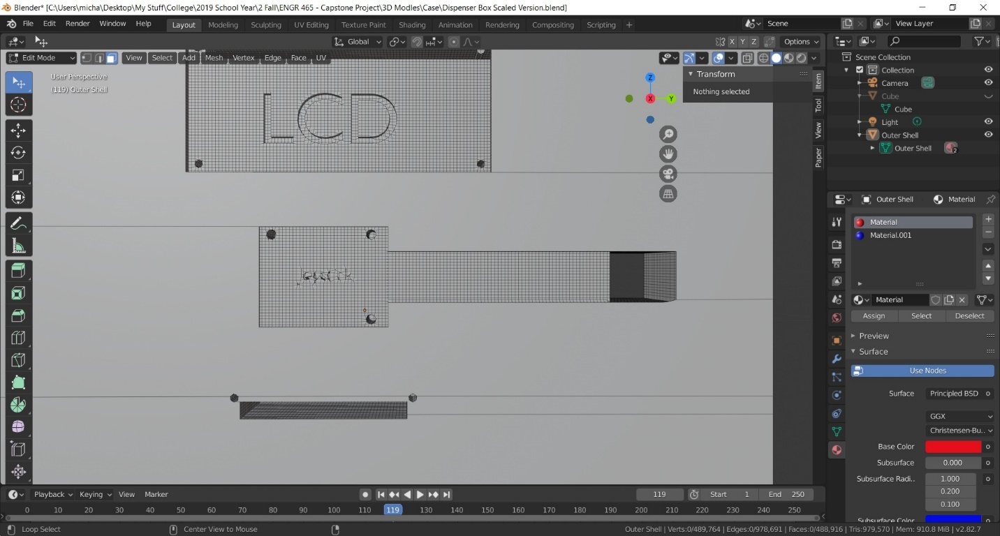 Blender* [C:\Users\micha\Desktop\My Stuff\College\2019 School Year\2 Fall\ENGR 465 - Capstone Project\3D Modles\Case\Dispenser Box Scaled Version.blend]
File Edit Render Window Help Layout Modeling Sculpting UV Editing Texture Paint Shading Animation Rendering Compositing Scripting + Scene View Layer
Global X Y Z Options
Edit Mode View Select Add Mesh Vertex Edge Face UV
User Perspective
(119) Outer Shell
Transform
Nothing selected
Item
Tool
View
Paper
Z
X
Y
LCD
Scene Collection
Collection
Camera
Cube
Cube
Light
Outer Shell
Outer Shell 2
Outer Shell Material
Material
Material.001
Material
Assign Select Deselect
Preview
Surface
Use Nodes
Surface Principled BSD
GGX
Christensen-Bu..
Base Color
Subsurface 0.000
Subsurface Radi.. 1.000
0.200
0.100
Subsurface Color
Playback Keying View Marker 119 Start 1 End 250
0 10 20 30 40 50 60 70 80 90 100 110 119 130 140 150 160 170 180 190 200 210 220 230 240 250
Loop Select Center View to Mouse Outer Shell | Verts:0/489,764 | Edges:0/978,691 | Faces:0/488,916 | Tris:979,570 | Mem: 910.8 MiB | v2.82.7